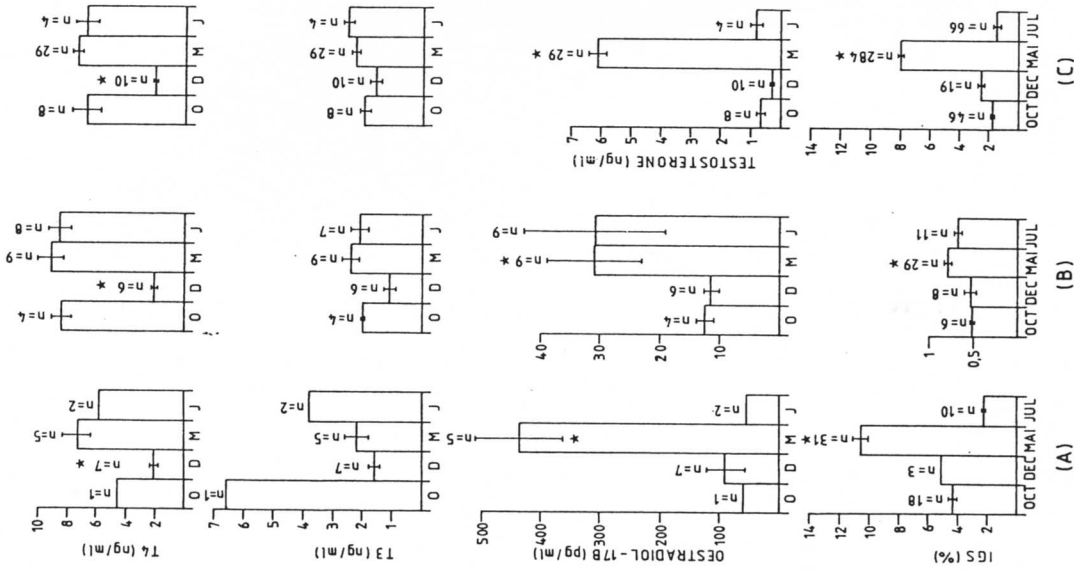 T4 (ng/ml)
10
8
6
4
2
n=1
n=7
*
n=5
n=2
O D M J
n=4
n=6
*
n=9
n=8
O D M J
n=8
n=10
*
n=29
n=4
O D M J
T3 (ng/ml)
7
6
5
4
3
2
1
n=1
n=7
n=5
n=2
O D M J
n=4
n=6
n=9
n=7
O D M J
n=8
n=10
n=29
n=4
O D M J
OESTRADIOL-17B (pg/ml)
500
400
300
200
100
n=1
n=7
n=5
*
n=2
O D M J
40
30
20
10
n=4
n=6
n=9
*
n=9
O D M J
TESTOSTERONE (ng/ml)
7
6
5
4
3
2
1
n=8
n=10
n=29
*
n=4
O D M J
IGS (%)
14
12
10
8
6
4
2
n=18
n=3
n=31
*
n=10
OCT DEC MAI JUL
1
0,5
n=6
n=8
n=29
*
n=11
OCT DEC MAI JUL
14
12
10
8
6
4
2
n=46
n=19
n=284
*
n=66
OCT DEC MAI JUL
(A)
(B)
(C)